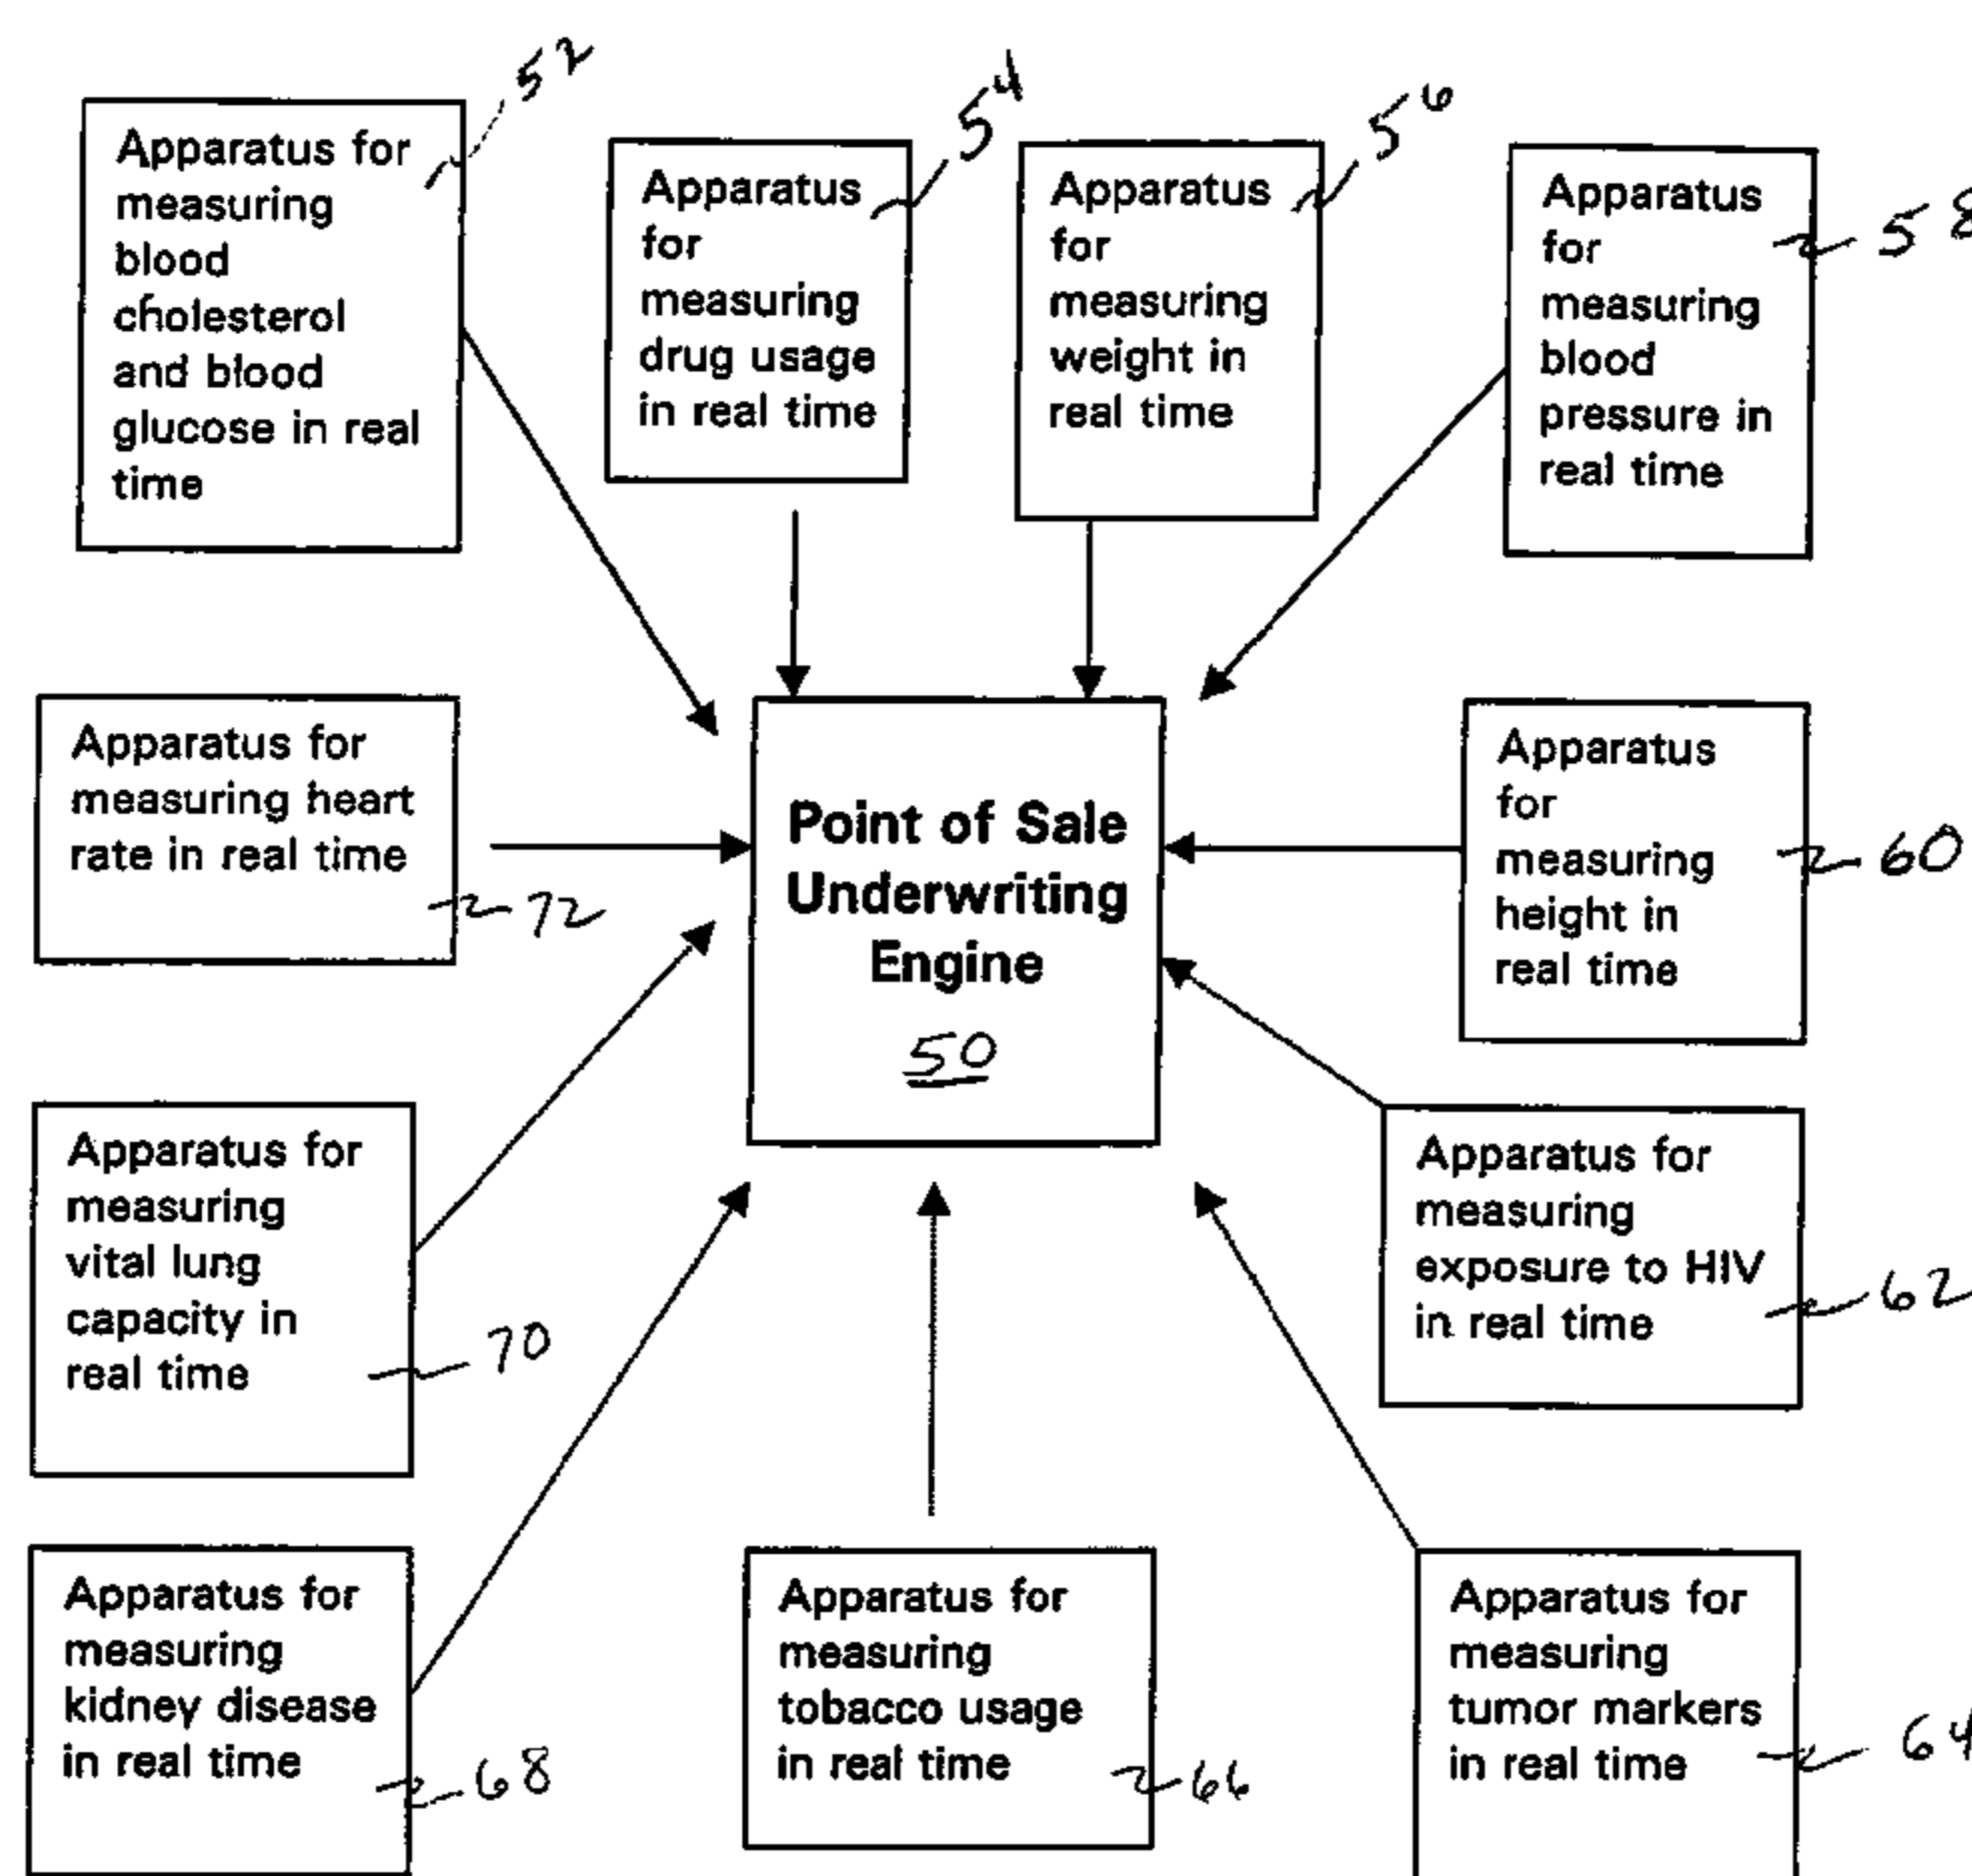 52
Apparatus for
measuring
blood
cholesterol
and blood
glucose in real
time
54
Apparatus
for
measuring
drug usage
in real time
56
Apparatus
for
measuring
weight in
real time
58
Apparatus
for
measuring
blood
pressure in
real time
Apparatus for
measuring heart
rate in real time
72
Point of Sale
Underwriting
Engine
50
Apparatus
for
measuring
height in
real time
60
Apparatus for
measuring
vital lung
capacity in
real time
70
Apparatus for
measuring
exposure to HIV
in real time
62
Apparatus for
measuring
kidney disease
in real time
68
Apparatus for
measuring
tobacco usage
in real time
66
Apparatus for
measuring
tumor markers
in real time
64